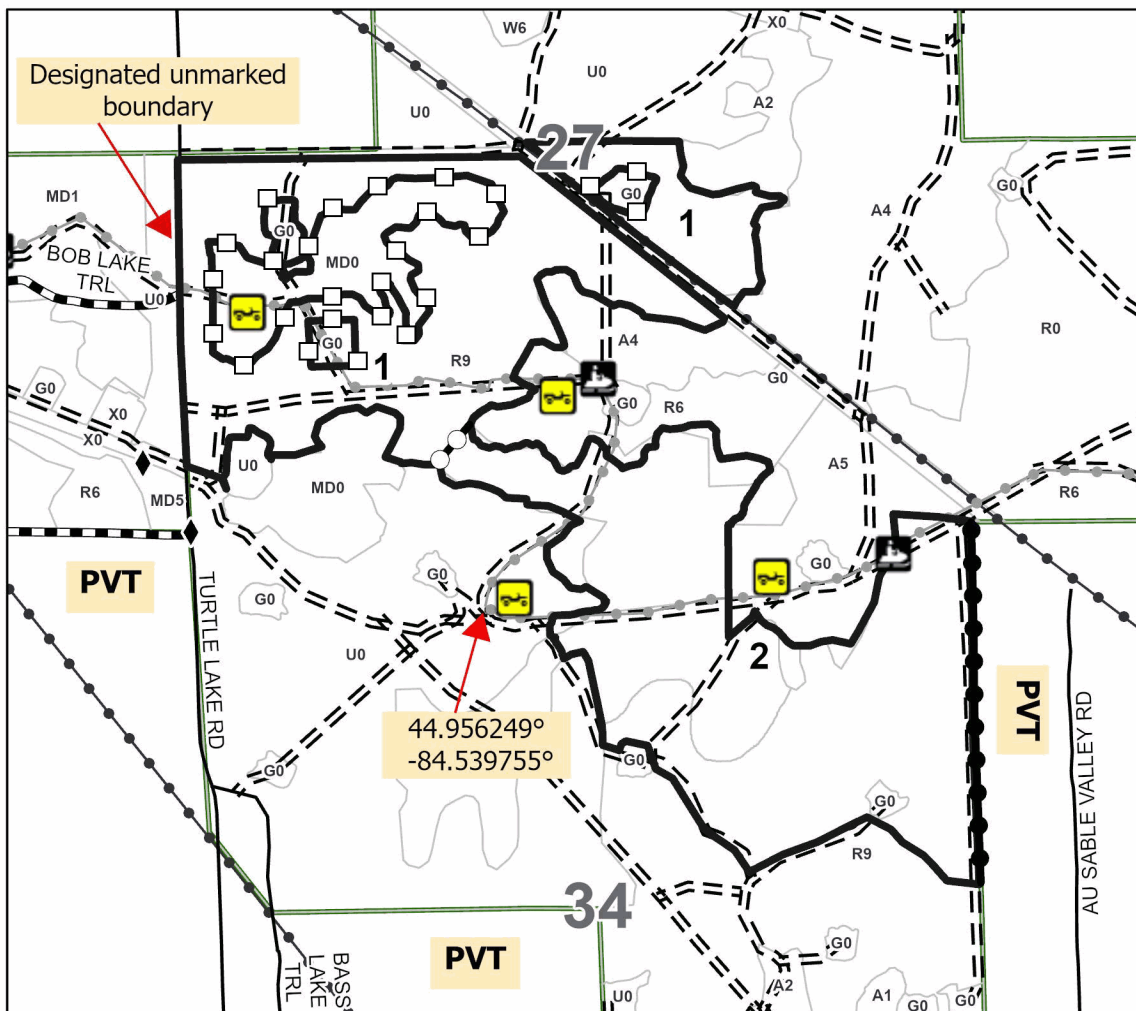 W6
X0
U0
Designated unmarked
boundary
A2
U0
27
MD1
G0
G0
1
A4
G0
BOB LAKE
TRL
MD0
U0
R0
G0
1
R9
A4
G0
G0
X0
X0
G0
R6
U0
A5
R6
MD5
MD0
R6
PVT
G0
G0
G0
TURTLE LAKE RD
U0
2
PVT
AU SABLE VALLEY RD
44.956249°
-84.539755°
G0
G0
G0
R9
34
PVT
BASS
LAKE
TRL
G0
A2
U0
A1
G0
G0